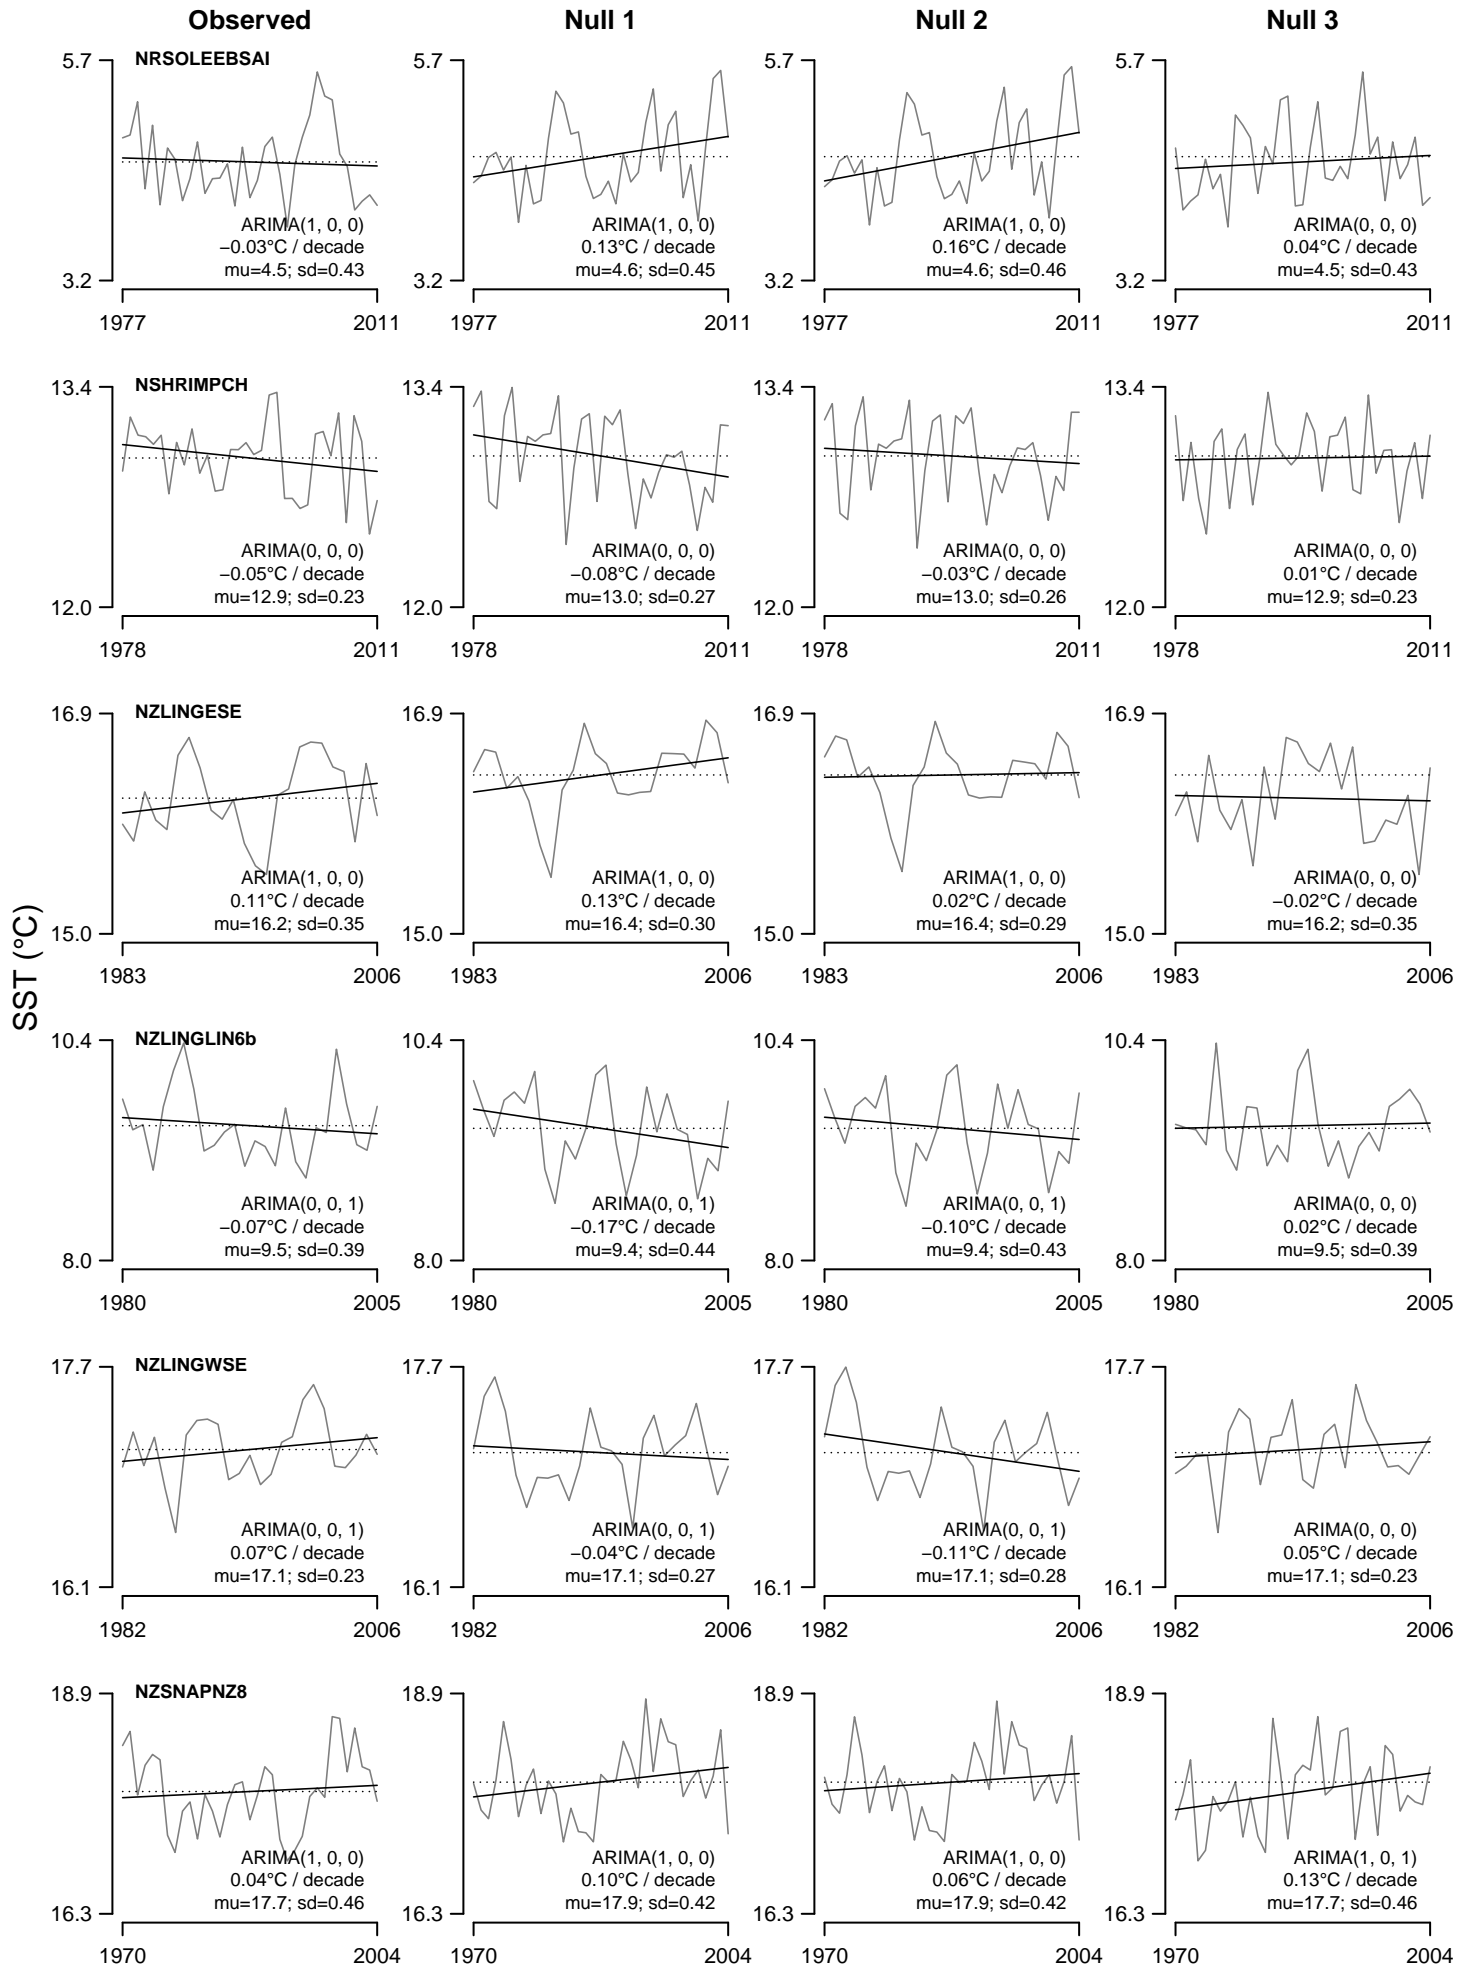 Observed Null 1 Null 2 Null 3
SST (°C)
NRSOLEEBSAI
5.7 5.7 5.7 5.7
ARIMA(1, 0, 0) ARIMA(1, 0, 0) ARIMA(1, 0, 0) ARIMA(0, 0, 0)
−0.03°C / decade 0.13°C / decade 0.16°C / decade 0.04°C / decade
mu=4.5; sd=0.43 mu=4.6; sd=0.45 mu=4.6; sd=0.46 mu=4.5; sd=0.43
3.2 3.2 3.2 3.2
1977 2011 1977 2011 1977 2011 1977 2011
NSHRIMPCH
13.4 13.4 13.4 13.4
ARIMA(0, 0, 0) ARIMA(0, 0, 0) ARIMA(0, 0, 0) ARIMA(0, 0, 0)
−0.05°C / decade −0.08°C / decade −0.03°C / decade 0.01°C / decade
mu=12.9; sd=0.23 mu=13.0; sd=0.27 mu=13.0; sd=0.26 mu=12.9; sd=0.23
12.0 12.0 12.0 12.0
1978 2011 1978 2011 1978 2011 1978 2011
NZLINGESE
16.9 16.9 16.9 16.9
ARIMA(1, 0, 0) ARIMA(1, 0, 0) ARIMA(1, 0, 0) ARIMA(0, 0, 0)
0.11°C / decade 0.13°C / decade 0.02°C / decade −0.02°C / decade
mu=16.2; sd=0.35 mu=16.4; sd=0.30 mu=16.4; sd=0.29 mu=16.2; sd=0.35
15.0 15.0 15.0 15.0
1983 2006 1983 2006 1983 2006 1983 2006
NZLINGLIN6b
10.4 10.4 10.4 10.4
ARIMA(0, 0, 1) ARIMA(0, 0, 1) ARIMA(0, 0, 1) ARIMA(0, 0, 0)
−0.07°C / decade −0.17°C / decade −0.10°C / decade 0.02°C / decade
mu=9.5; sd=0.39 mu=9.4; sd=0.44 mu=9.4; sd=0.43 mu=9.5; sd=0.39
8.0 8.0 8.0 8.0
1980 2005 1980 2005 1980 2005 1980 2005
NZLINGWSE
17.7 17.7 17.7 17.7
ARIMA(0, 0, 1) ARIMA(0, 0, 1) ARIMA(0, 0, 1) ARIMA(0, 0, 0)
0.07°C / decade −0.04°C / decade −0.11°C / decade 0.05°C / decade
mu=17.1; sd=0.23 mu=17.1; sd=0.27 mu=17.1; sd=0.28 mu=17.1; sd=0.23
16.1 16.1 16.1 16.1
1982 2006 1982 2006 1982 2006 1982 2006
NZSNAPNZ8
18.9 18.9 18.9 18.9
ARIMA(1, 0, 0) ARIMA(1, 0, 0) ARIMA(1, 0, 0) ARIMA(1, 0, 1)
0.04°C / decade 0.10°C / decade 0.06°C / decade 0.13°C / decade
mu=17.7; sd=0.46 mu=17.9; sd=0.42 mu=17.9; sd=0.42 mu=17.7; sd=0.46
16.3 16.3 16.3 16.3
1970 2004 1970 2004 1970 2004 1970 2004